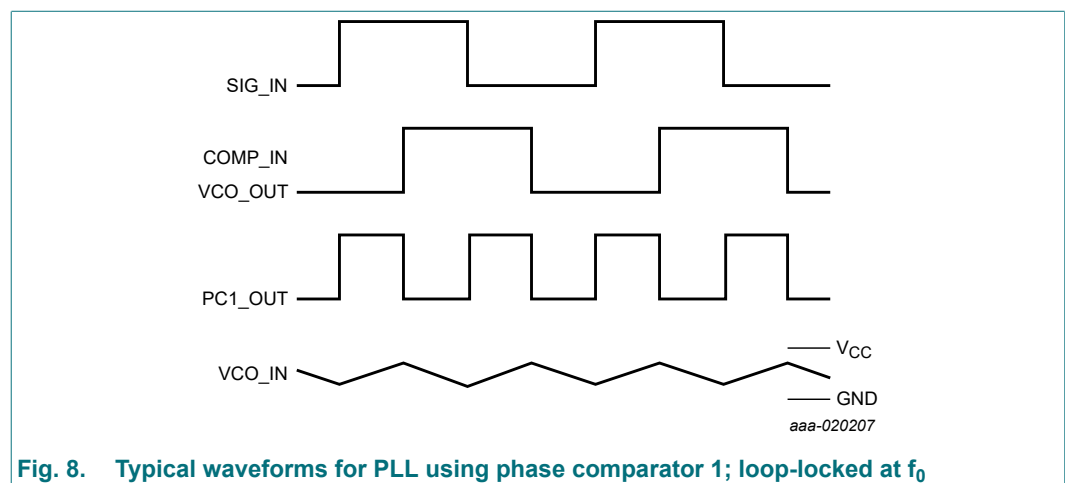 SIG_IN
COMP_IN
VCO_OUT
PC1_OUT
VCO_IN
VCC
GND
aaa-020207
Fig. 8. Typical waveforms for PLL using phase comparator 1; loop-locked at f0